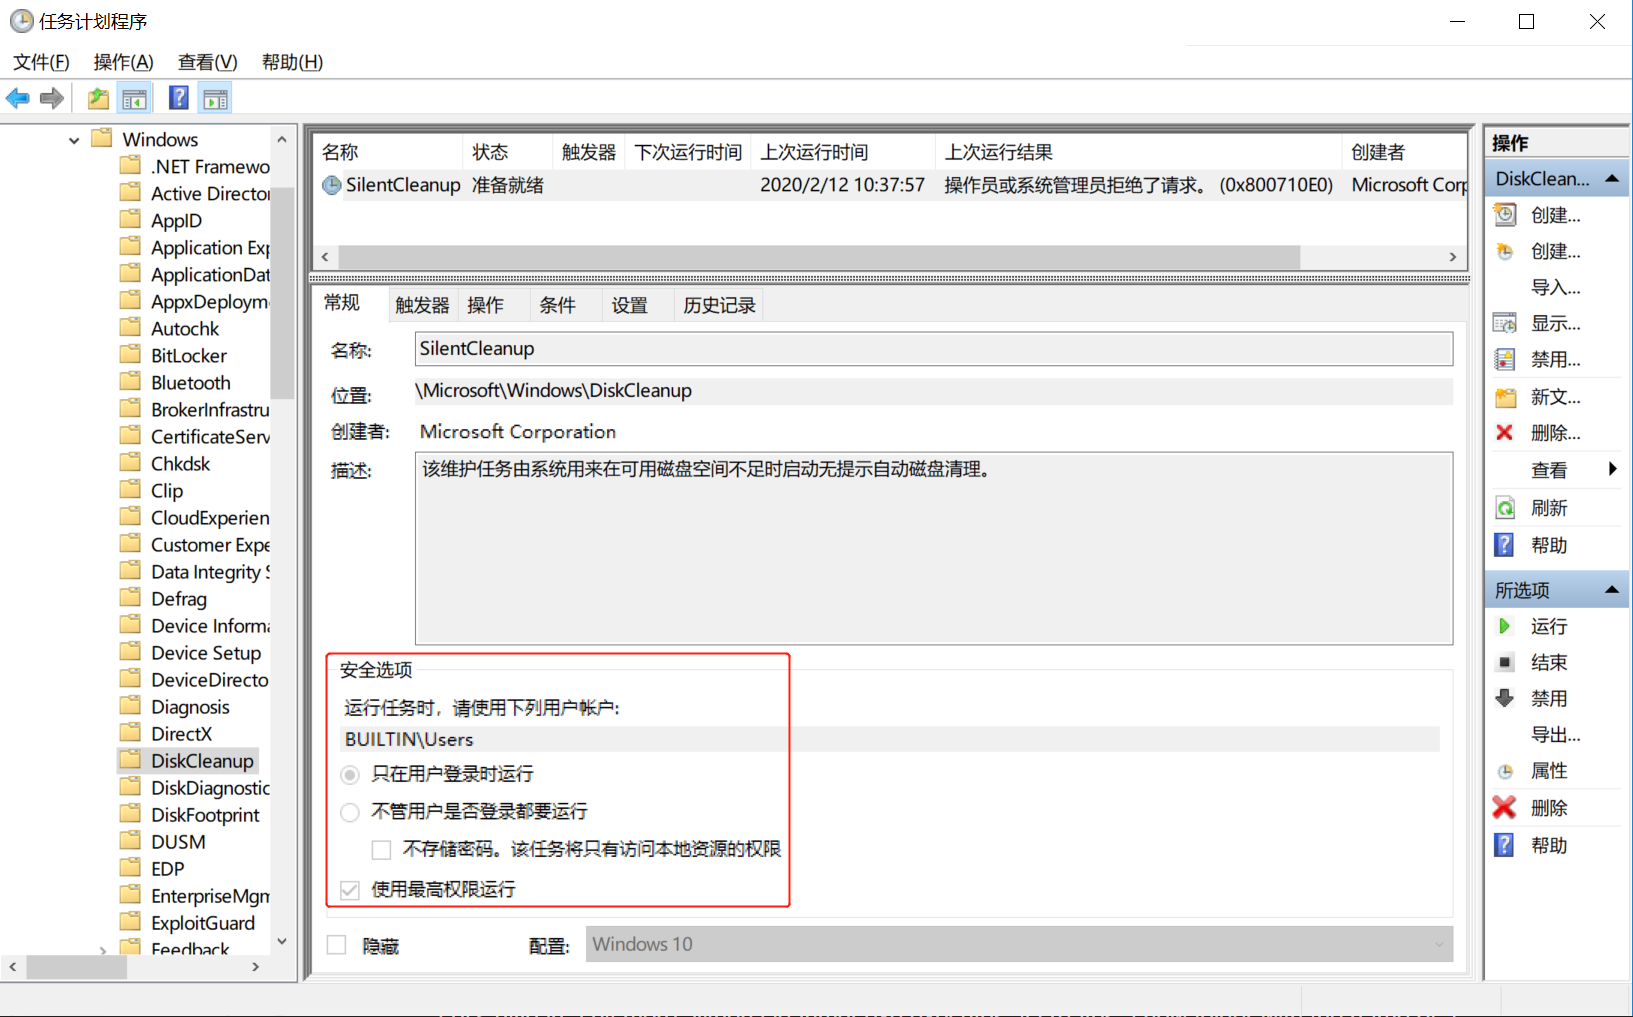 任务计划程序
文件(F) 操作(A) 查看(V) 帮助(H)
Windows
.NET Framewo
Active Director
AppID
Application Exp
ApplicationDat
AppxDeployme
Autochk
BitLocker
Bluetooth
BrokerInfrastru
CertificateServ
Chkdsk
Clip
CloudExperien
Customer Expe
Data Integrity S
Defrag
Device Informa
Device Setup
DeviceDirecto
Diagnosis
DirectX
DiskCleanup
DiskDiagnostic
DiskFootprint
DUSM
EDP
EnterpriseMgm
ExploitGuard
Feedback
名称 状态 触发器 下次运行时间 上次运行时间 上次运行结果 创建者
SilentCleanup 准备就绪 2020/2/12 10:37:57 操作员或系统管理员拒绝了请求。 (0x800710E0) Microsoft Corp
常规 触发器 操作 条件 设置 历史记录
名称: SilentCleanup
位置: \Microsoft\Windows\DiskCleanup
创建者: Microsoft Corporation
描述: 该维护任务由系统用来在可用磁盘空间不足时启动无提示自动磁盘清理。
安全选项
运行任务时，请使用下列用户帐户:
BUILTIN\Users
只在用户登录时运行
不管用户是否登录都要运行
不存储密码。该任务将只有访问本地资源的权限
使用最高权限运行
隐藏 配置: Windows 10
操作
DiskClean...
创建...
创建...
导入...
显示...
禁用...
新文...
删除...
查看
刷新
帮助
所选项
运行
结束
禁用
导出...
属性
删除
帮助